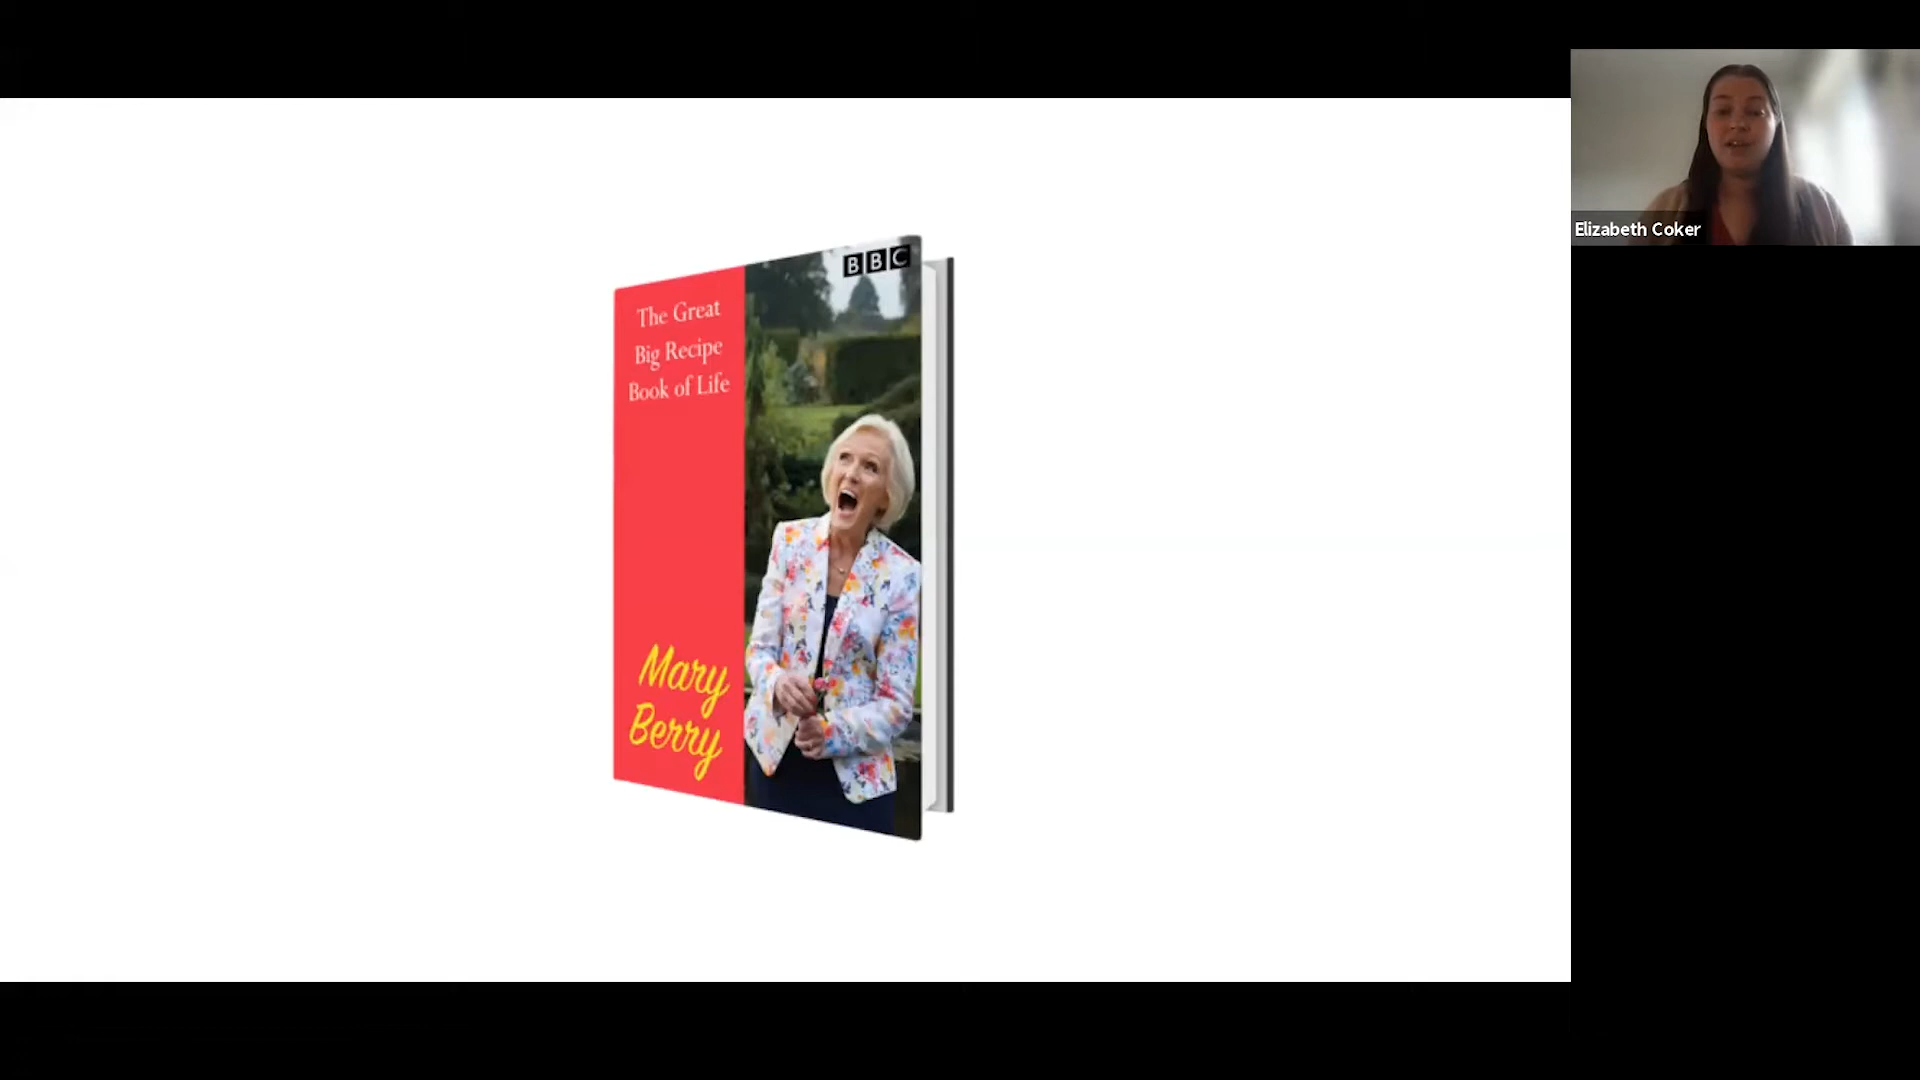 BBC
The Great
Big Recipe
Book of Life
Mary
Berry
Elizabeth Coker